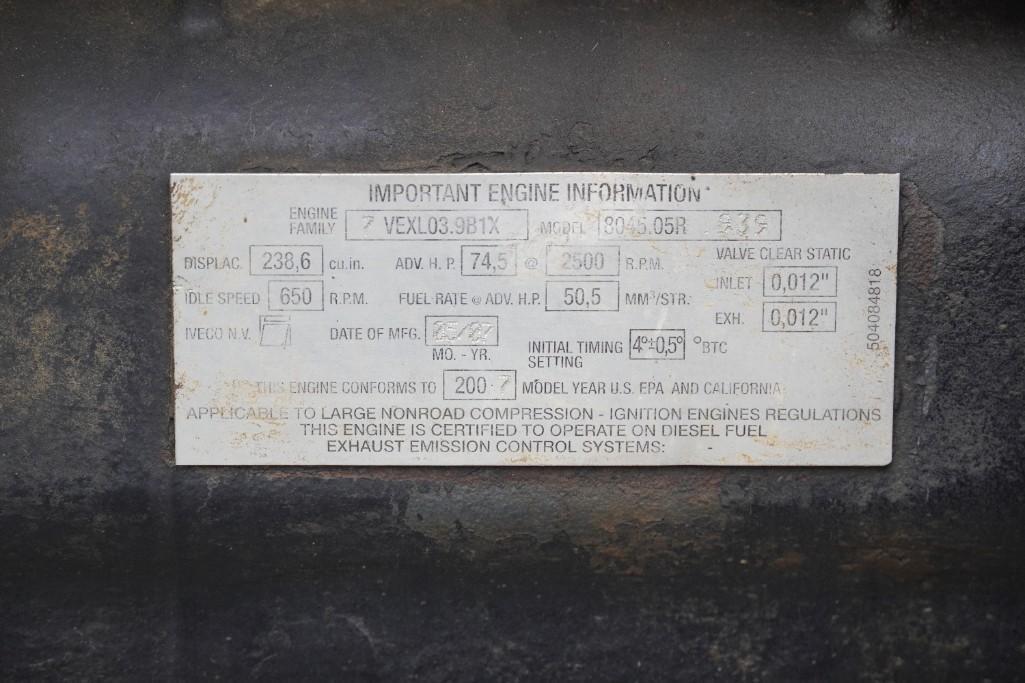 IMPORTANT ENGINE INFORMATION
ENGINE FAMILY 7 VEXL03.9B1X MODEL 8045.05R .939
DISPLAC. 238,6 cu.in. ADV. H. P. 74,5 @ 2500 R.P.M. VALVE CLEAR STATIC
IDLE SPEED 650 R.P.M. FUEL RATE @ ADV. H.P. 50,5 MM³/STR. INLET 0,012"
IVECO N.V. DATE OF MFG. 05/07 EXH. 0,012"
MO. - YR. INITIAL TIMING SETTING 4°±0,5° °BTC
THIS ENGINE CONFORMS TO 200 7 MODEL YEAR U.S. EPA AND CALIFORNIA
APPLICABLE TO LARGE NONROAD COMPRESSION - IGNITION ENGINES REGULATIONS
THIS ENGINE IS CERTIFIED TO OPERATE ON DIESEL FUEL
EXHAUST EMISSION CONTROL SYSTEMS: -
504084818